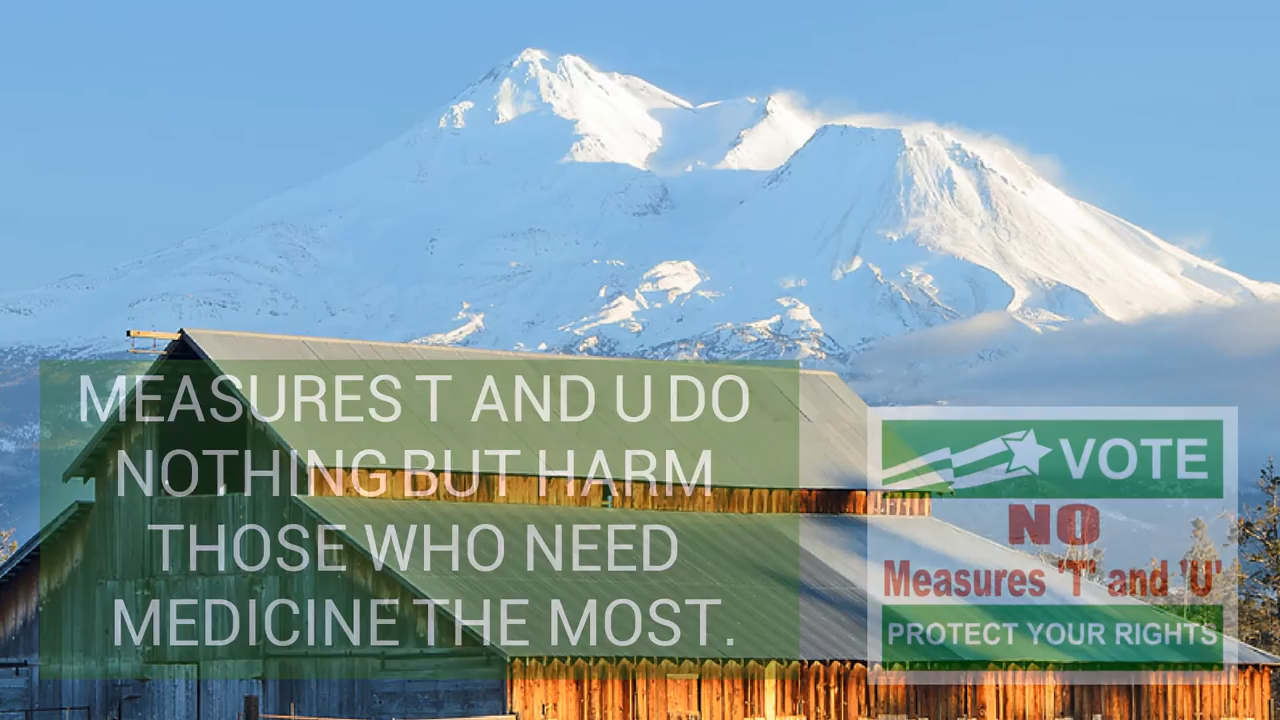 MEASURES T AND U DO
NOTHING BUT HARM
THOSE WHO NEED
MEDICINE THE MOST.
VOTE
NO
Measures 'T' and 'U'
PROTECT YOUR RIGHTS